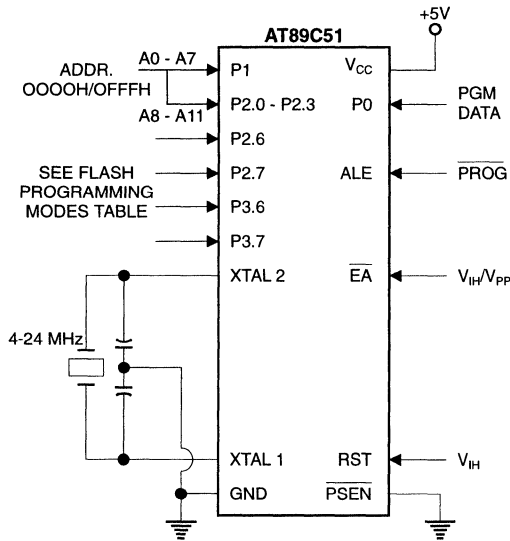 +5V
AT89C51
A0 - A7
ADDR.
OOOOH/OFFFH
P1
VCC
A8 - A11
P2.0 - P2.3
P0
PGM
DATA
P2.6
SEE FLASH
PROGRAMMING
MODES TABLE
P2.7
ALE
PROG
P3.6
P3.7
XTAL 2
EA
VIH/VPP
4-24 MHz
XTAL 1
RST
VIH
GND
PSEN